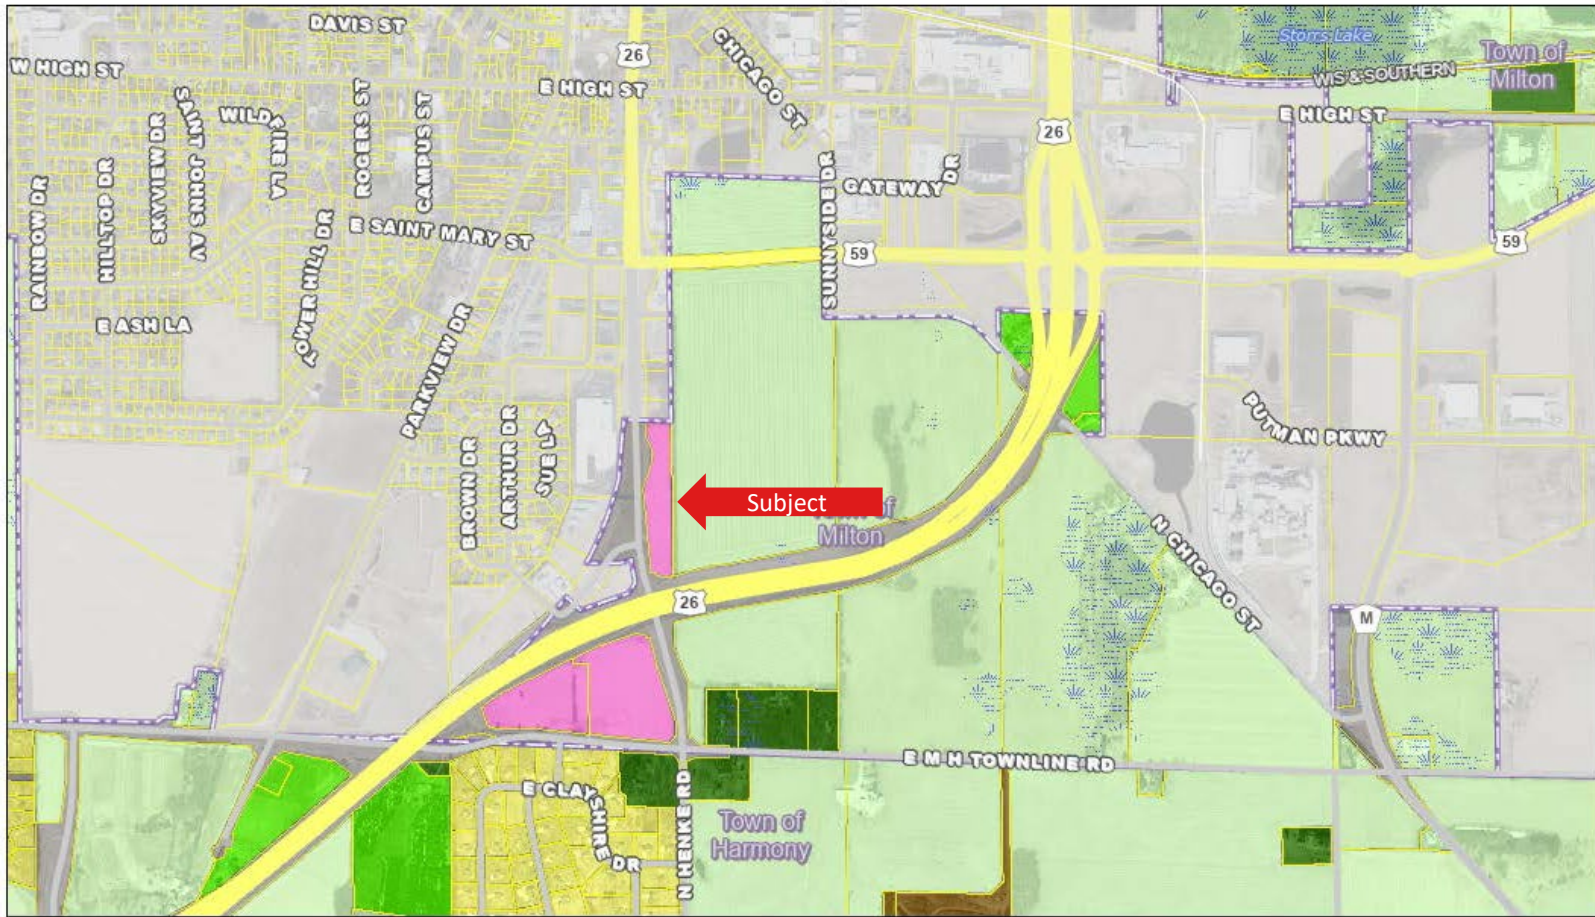 DAVIS ST
26
CHICAGO ST
Storrs Lake
Town of
Milton
W HIGH ST
WIS & SOUTHERN
E HIGH ST
E HIGH ST
SAINT JOHNS AV
WILDFIRE LA
ROGERS ST
CAMPUS ST
26
SKYVIEW DR
HILLTOP DR
RAINBOW DR
SUNNYSIDE DR
GATEWAY DR
E SAINT MARY ST
TOWER HILL DR
59
59
E ASH LA
PARKVIEW DR
PUTMAN PKWY
BROWN DR
ARTHUR DR
SUE LA
Subject
Town of
Milton
N CHICAGO ST
26
M
E M H TOWNLINE RD
E CLAYSHIRE DR
N HENKE RD
Town of
Harmony